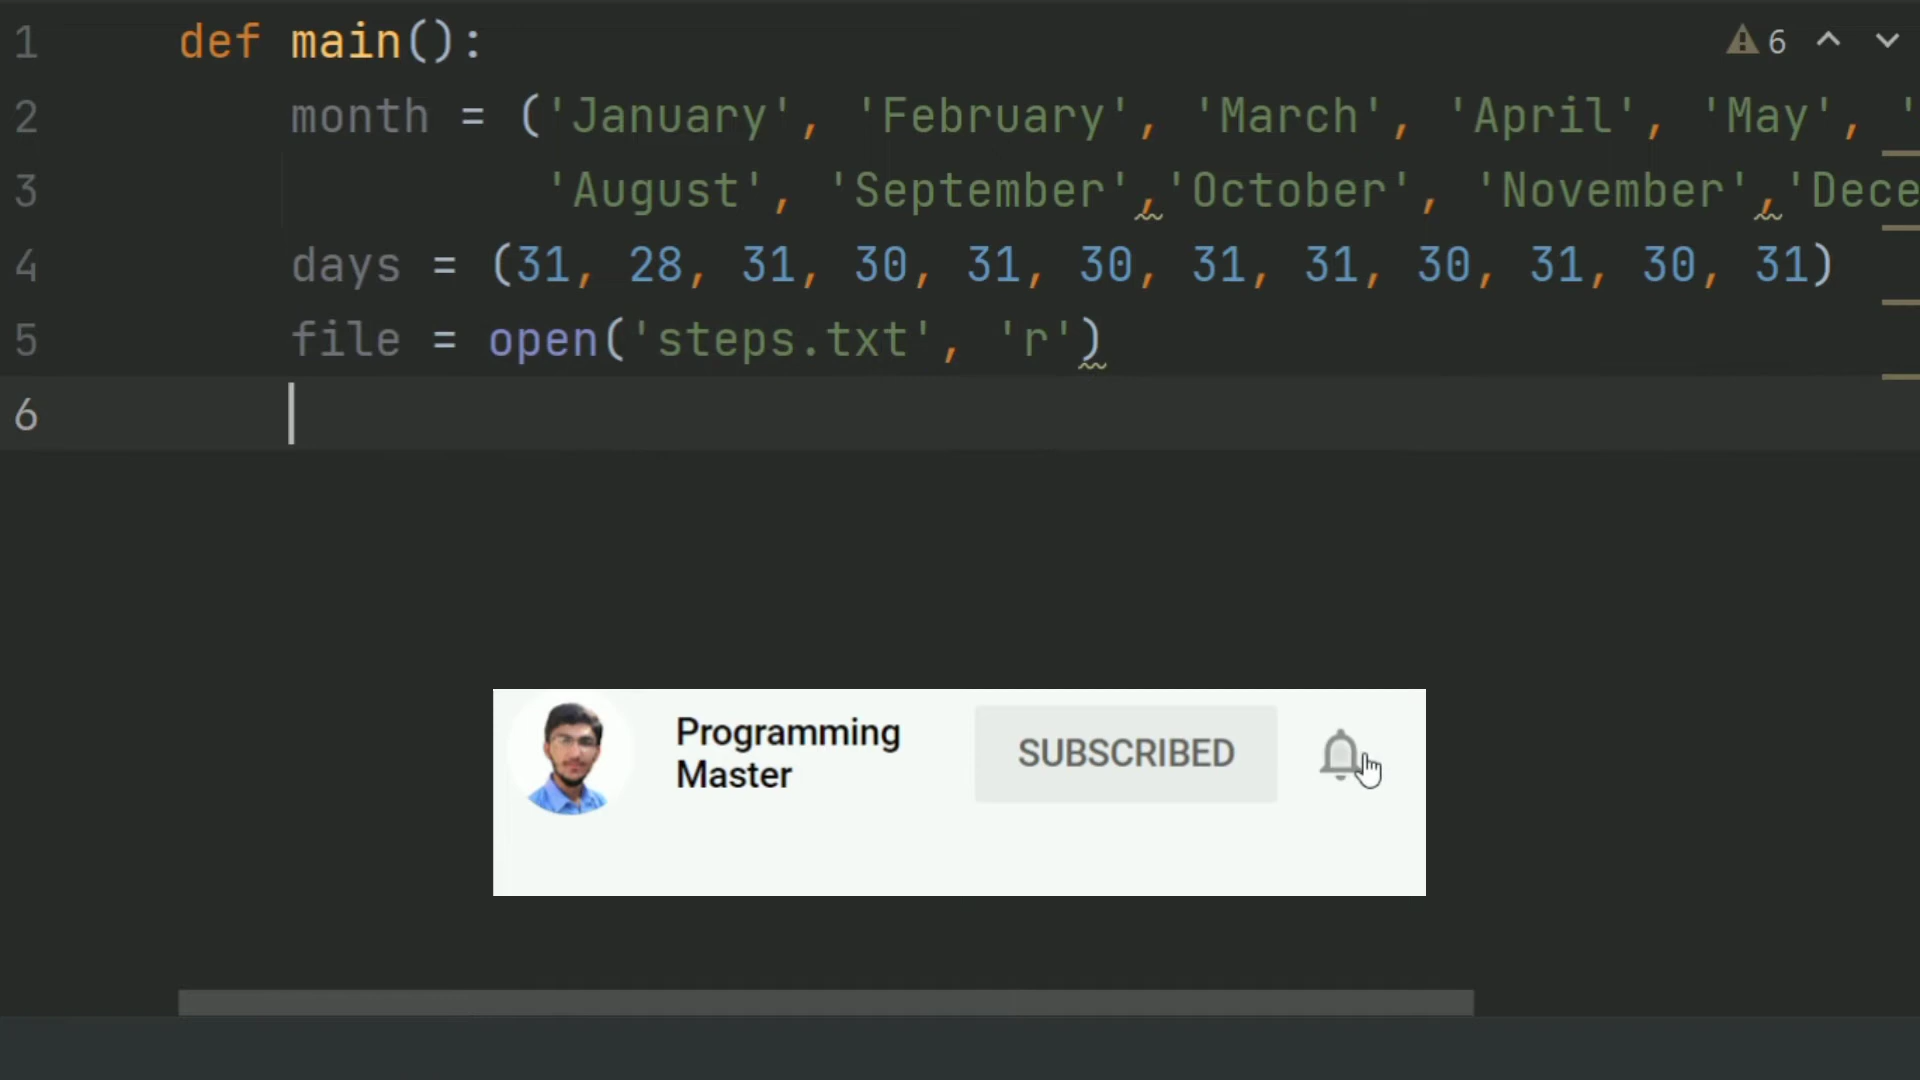 1 def main():
6
2 month = ('January', 'February', 'March', 'April', 'May', '
3 'August', 'September','October', 'November','Dece
4 days = (31, 28, 31, 30, 31, 30, 31, 31, 30, 31, 30, 31)
5 file = open('steps.txt', 'r')
6
Programming
Master
SUBSCRIBED